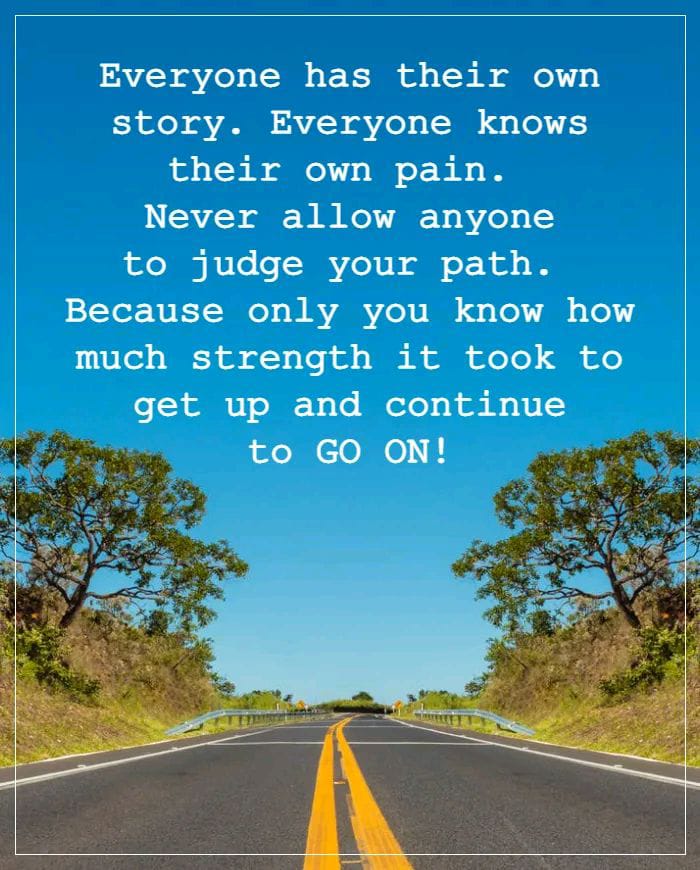 Everyone has their own
story. Everyone knows
their own pain.
Never allow anyone
to judge your path.
Because only you know how
much strength it took to
get up and continue
to GO ON!